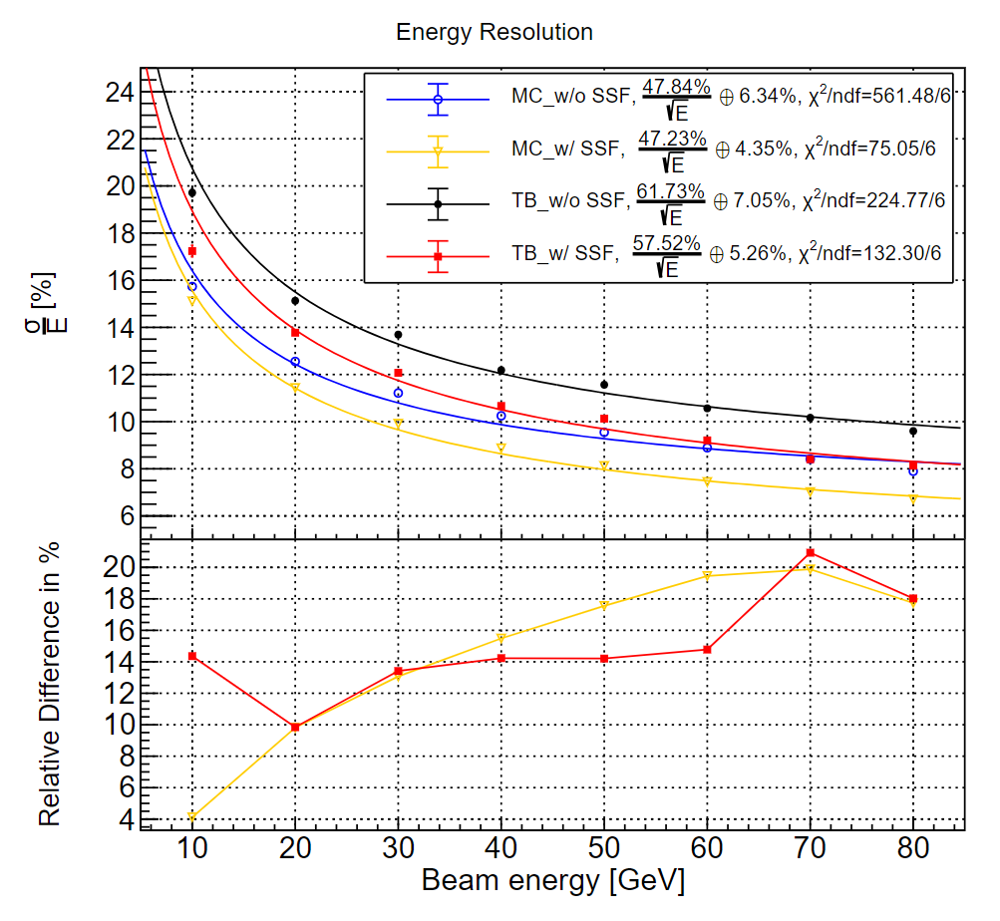 Energy Resolution
MC_w/o SSF, 47.84%/√E ⊕ 6.34%, χ²/ndf=561.48/6
MC_w/ SSF, 47.23%/√E ⊕ 4.35%, χ²/ndf=75.05/6
TB_w/o SSF, 61.73%/√E ⊕ 7.05%, χ²/ndf=224.77/6
TB_w/ SSF, 57.52%/√E ⊕ 5.26%, χ²/ndf=132.30/6
σ/E [%]
24
22
20
18
16
14
12
10
8
6
Relative Difference in %
20
18
16
14
12
10
8
6
4
10 20 30 40 50 60 70 80
Beam energy [GeV]